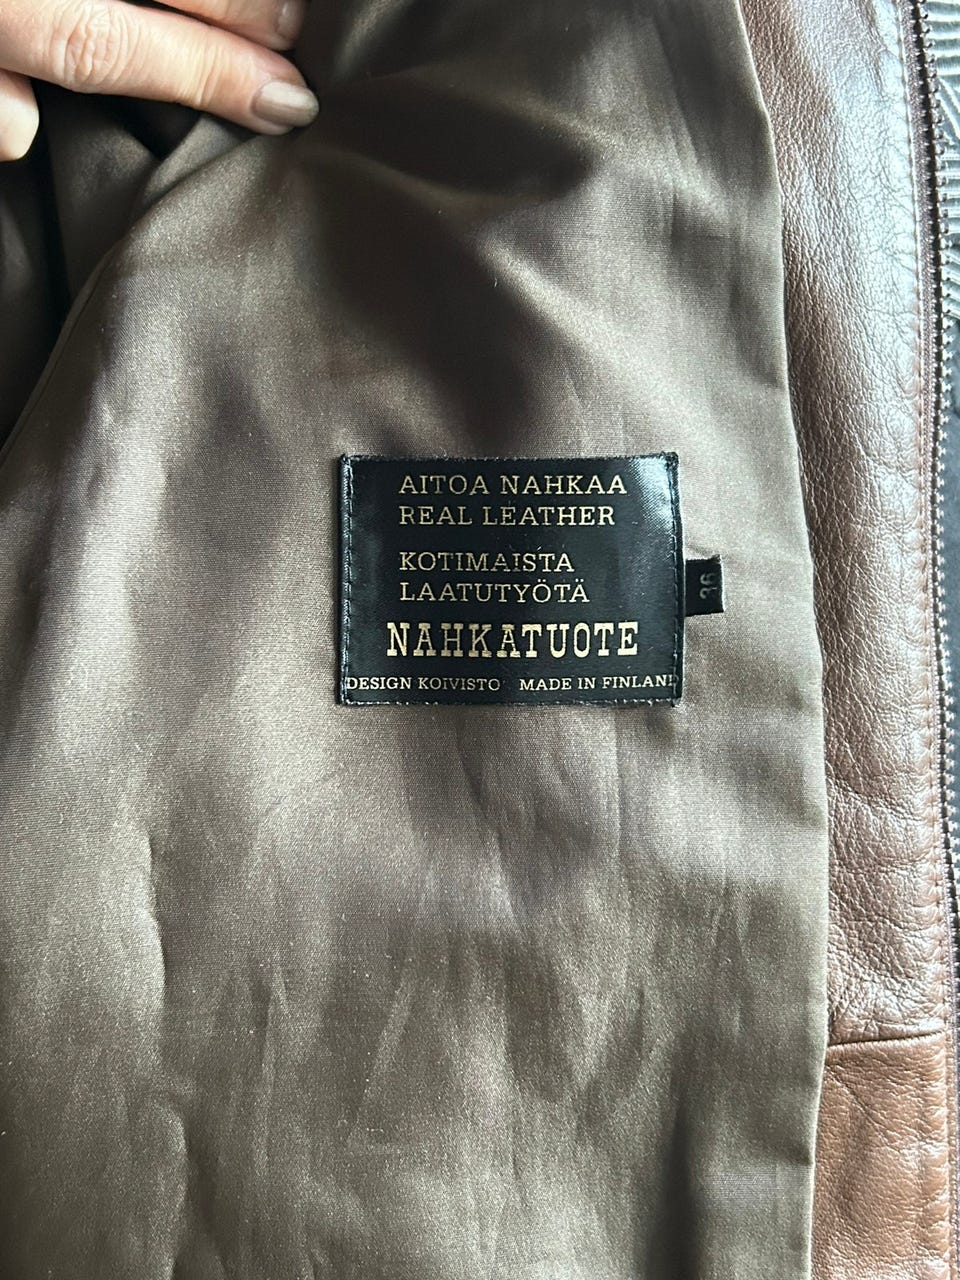 AITOA NAHKAA
REAL LEATHER
KOTIMAISTA
LAATUTYÖTÄ
NAHKATUOTE
DESIGN KOIVISTO MADE IN FINLAND
36